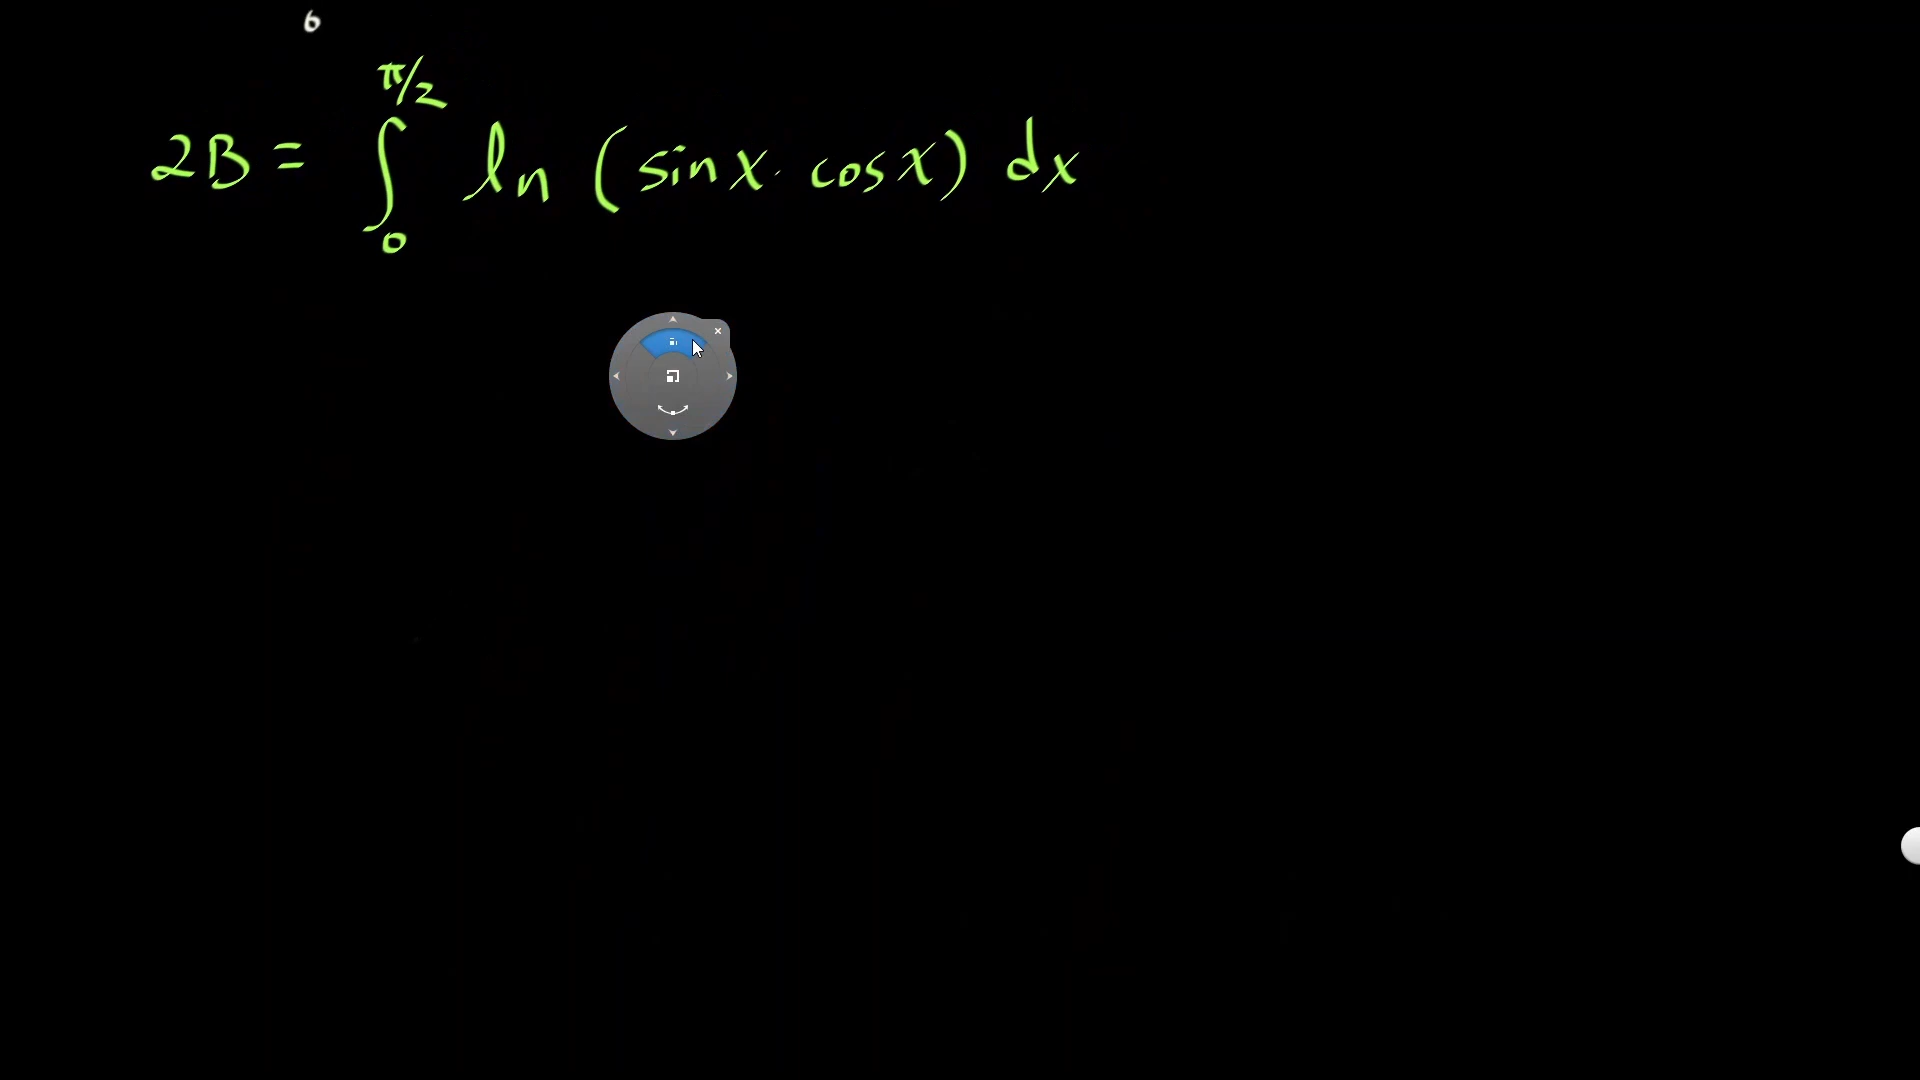 6
2B = ∫₀^{π/2} ln (sin x · cos x) dx